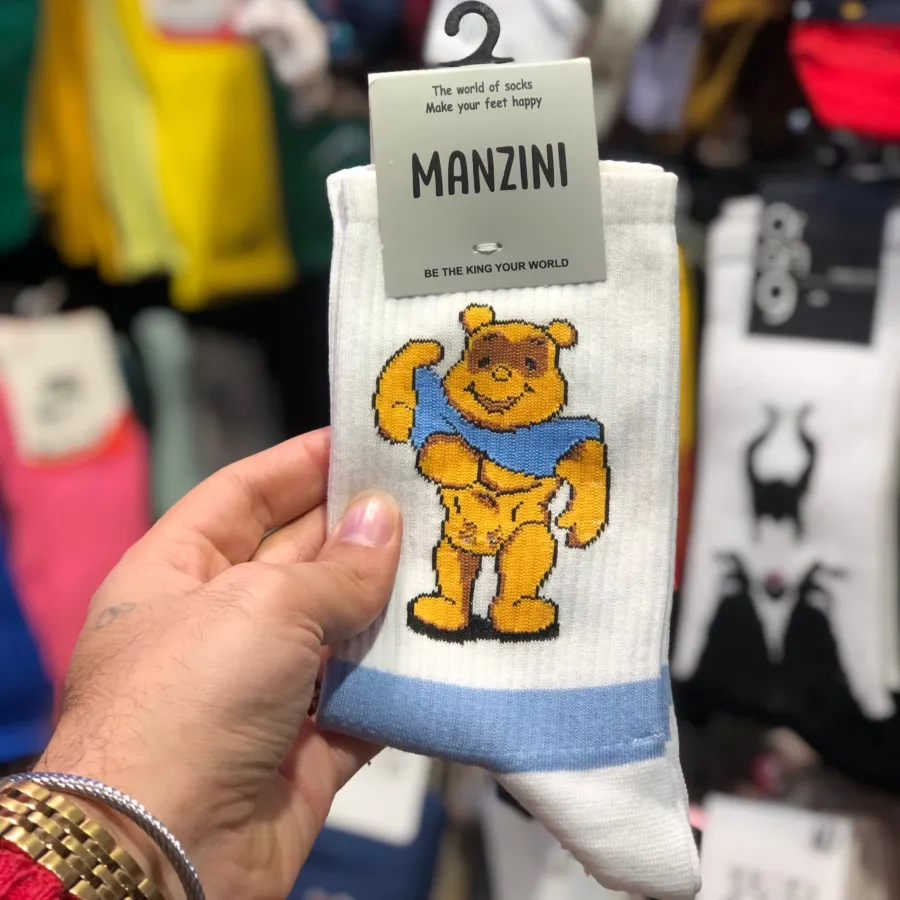 The world of socks
Make your feet happy
MANZINI
BE THE KING YOUR WORLD